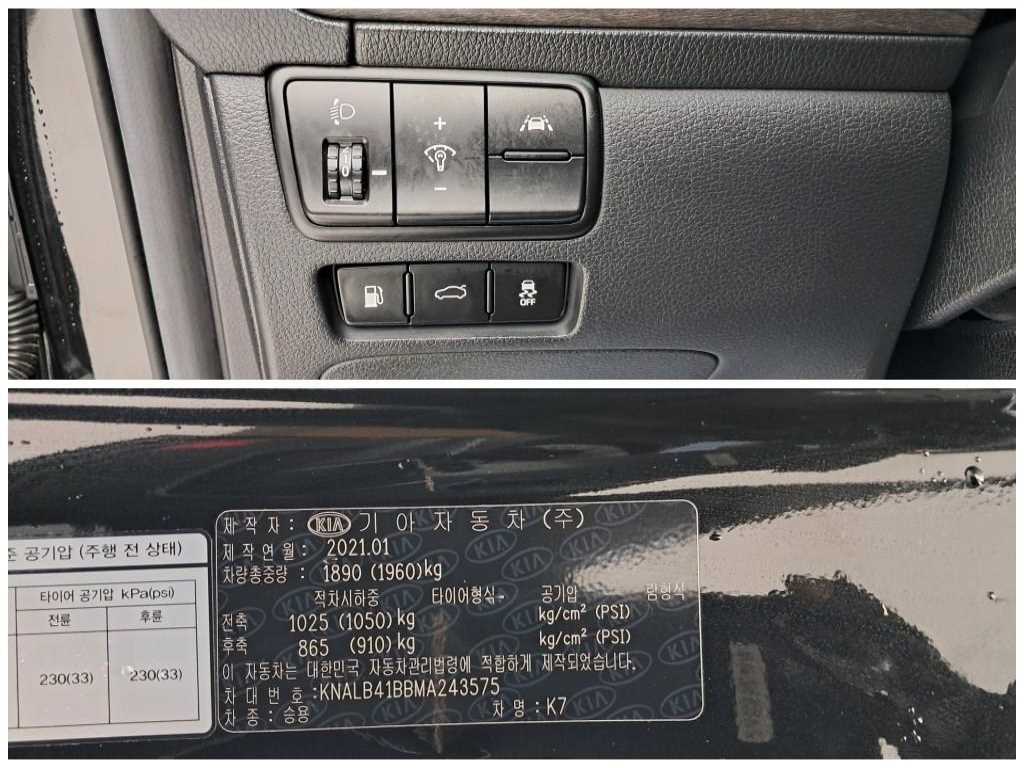 +
-
OFF
준 공기압 (주행 전 상태)
타이어 공기압 kPa(psi)
전륜 후륜
230(33) 230(33)
제 작 자 : KIA 기 아 자 동 차 (주)
제 작 연 월 : 2021.01
차량총중량 : 1890 (1960)kg
적차시하중 타이어형식- 공기압 림형식
전축 1025 (1050)kg kg/cm² (PSI)
후축 865 (910)kg kg/cm² (PSI)
이 자동차는 대한민국 자동차관리법령에 적합하게 제작되었습니다.
차 대 번 호 :KNALB41BBMA243575
차 종 : 승용 차 명 : K7